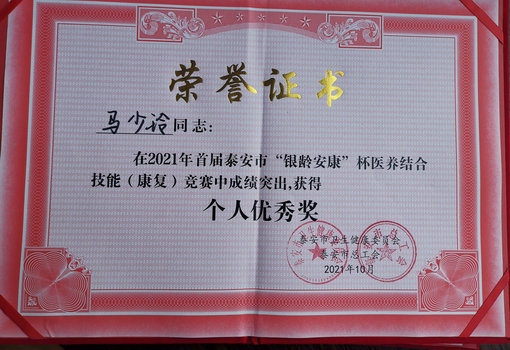 荣誉证书
马少玲同志：
在2021年首届泰安市“银龄安康”杯医养结合
技能（康复）竞赛中成绩突出,获得
个人优秀奖
泰安市卫生健康委员会
泰安市总工会
2021年10月